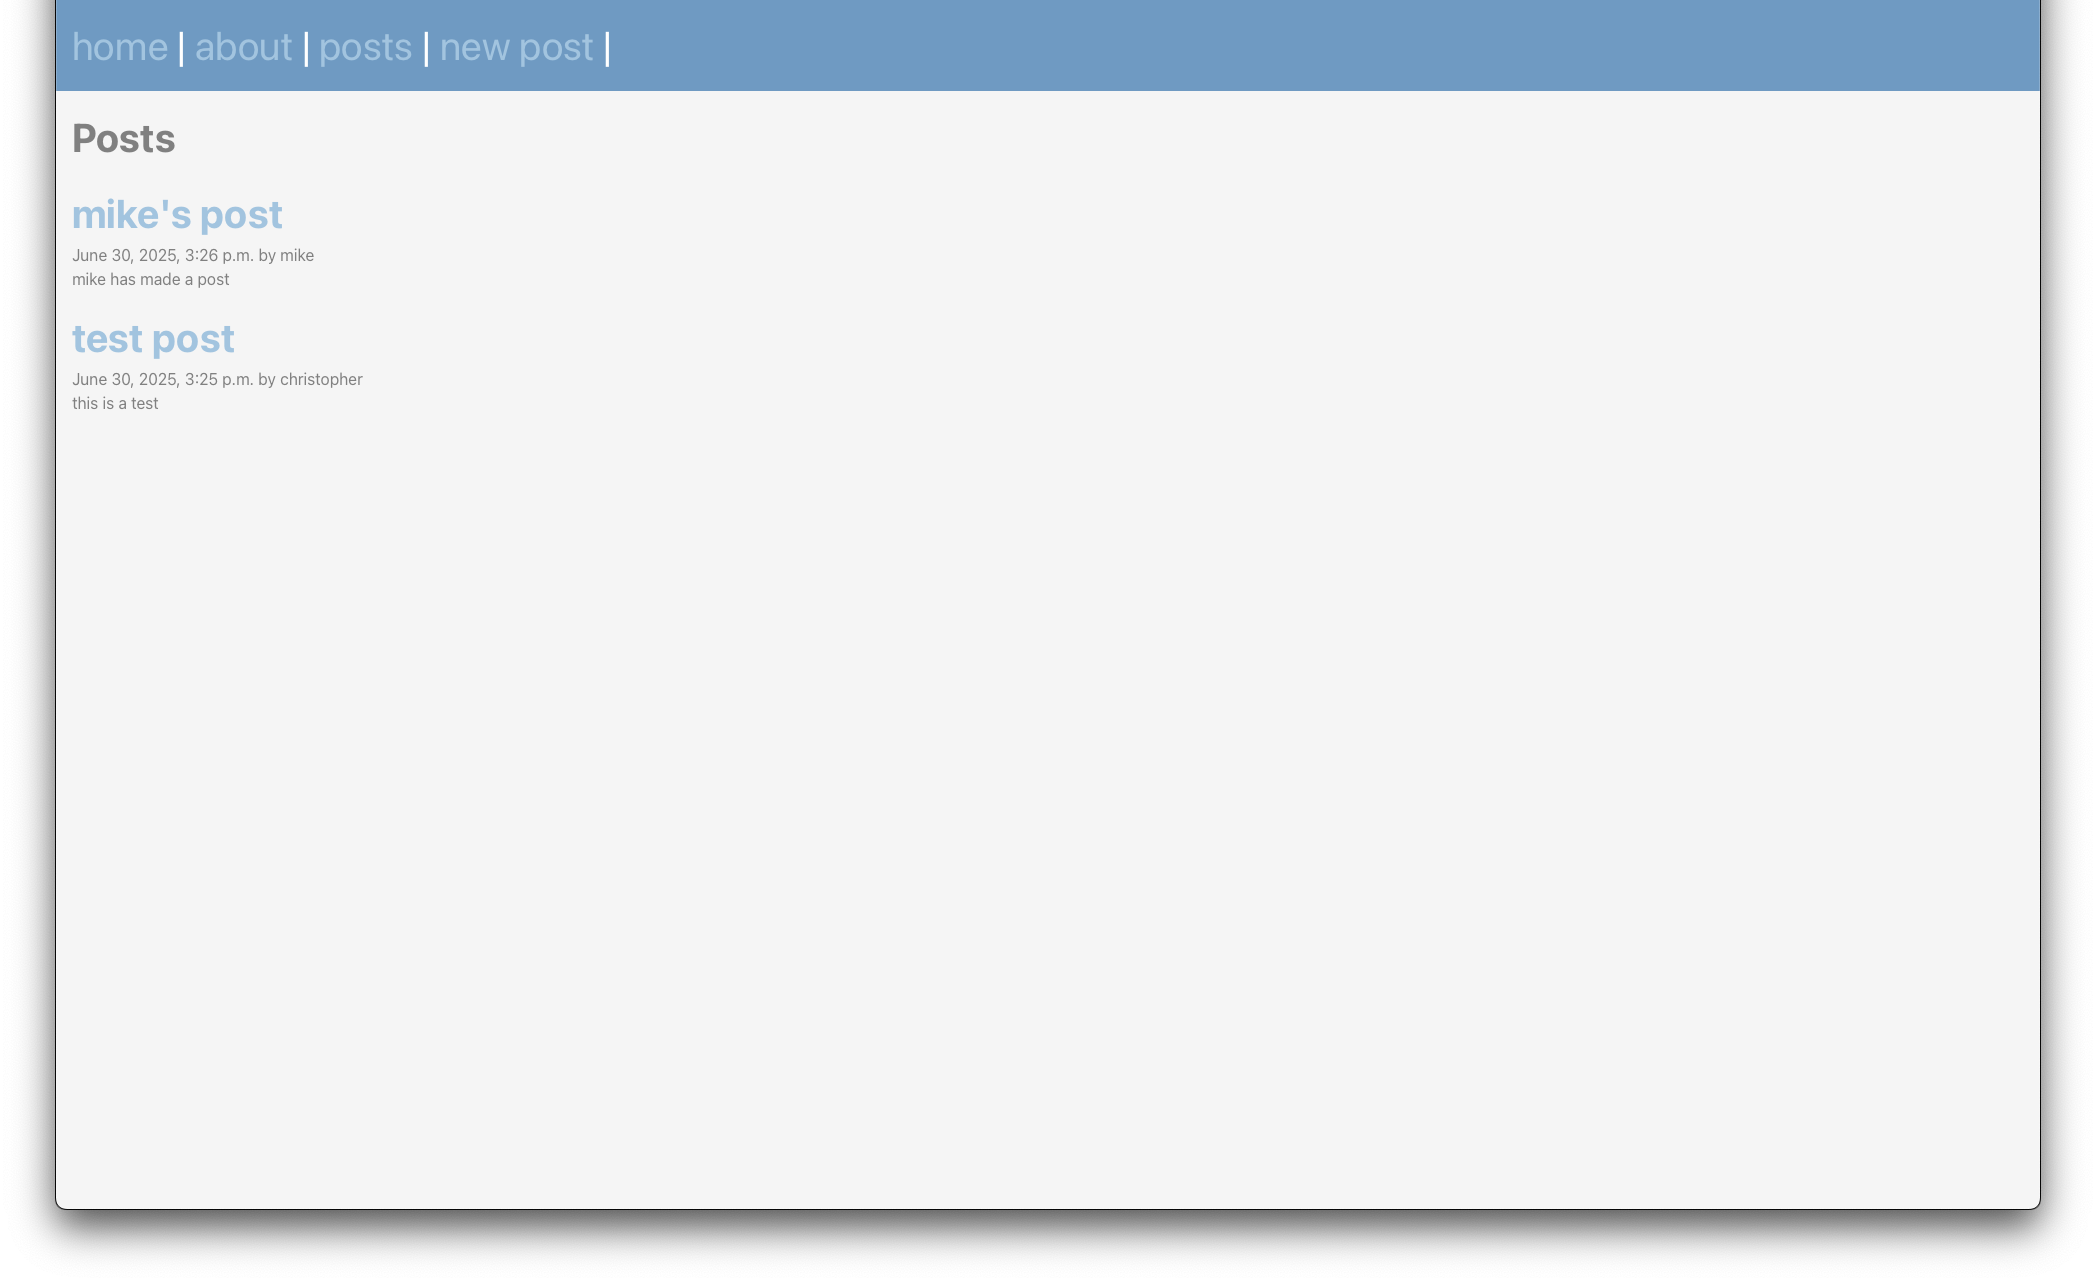 home | about | posts | new post |
Posts
mike's post
June 30, 2025, 3:26 p.m. by mike
mike has made a post
test post
June 30, 2025, 3:25 p.m. by christopher
this is a test